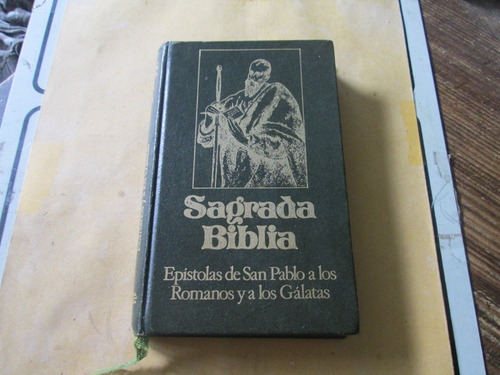 Sagrada
Biblia
Epístolas de San Pablo a los
Romanos y a los Gálatas